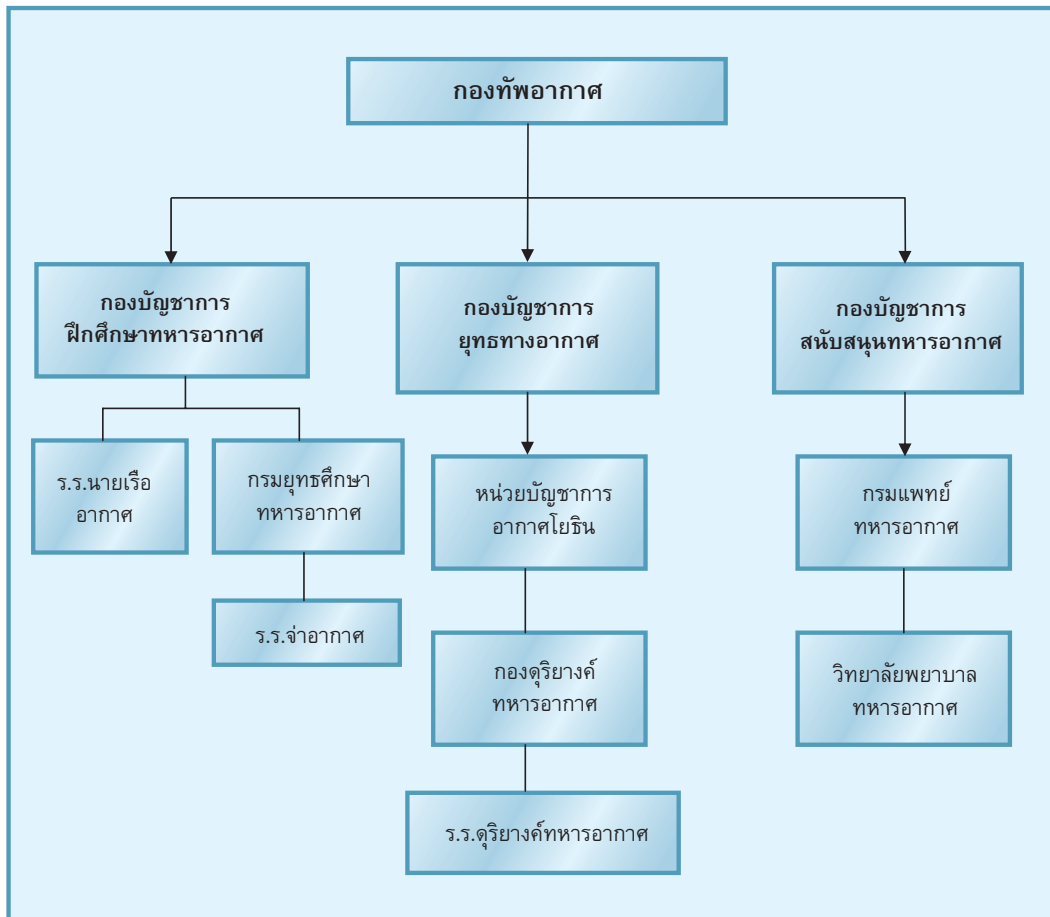 กองทัพอากาศ
กองบัญชาการ
ฝึกศึกษาทหารอากาศ
กองบัญชาการ
ยุทธทางอากาศ
กองบัญชาการ
สนับสนุนทหารอากาศ
ร.ร.นายเรือ
อากาศ
กรมยุทธศึกษา
ทหารอากาศ
หน่วยบัญชาการ
อากาศโยธิน
กรมแพทย์
ทหารอากาศ
ร.ร.จ่าอากาศ
กองดุริยางค์
ทหารอากาศ
วิทยาลัยพยาบาล
ทหารอากาศ
ร.ร.ดุริยางค์ทหารอากาศ